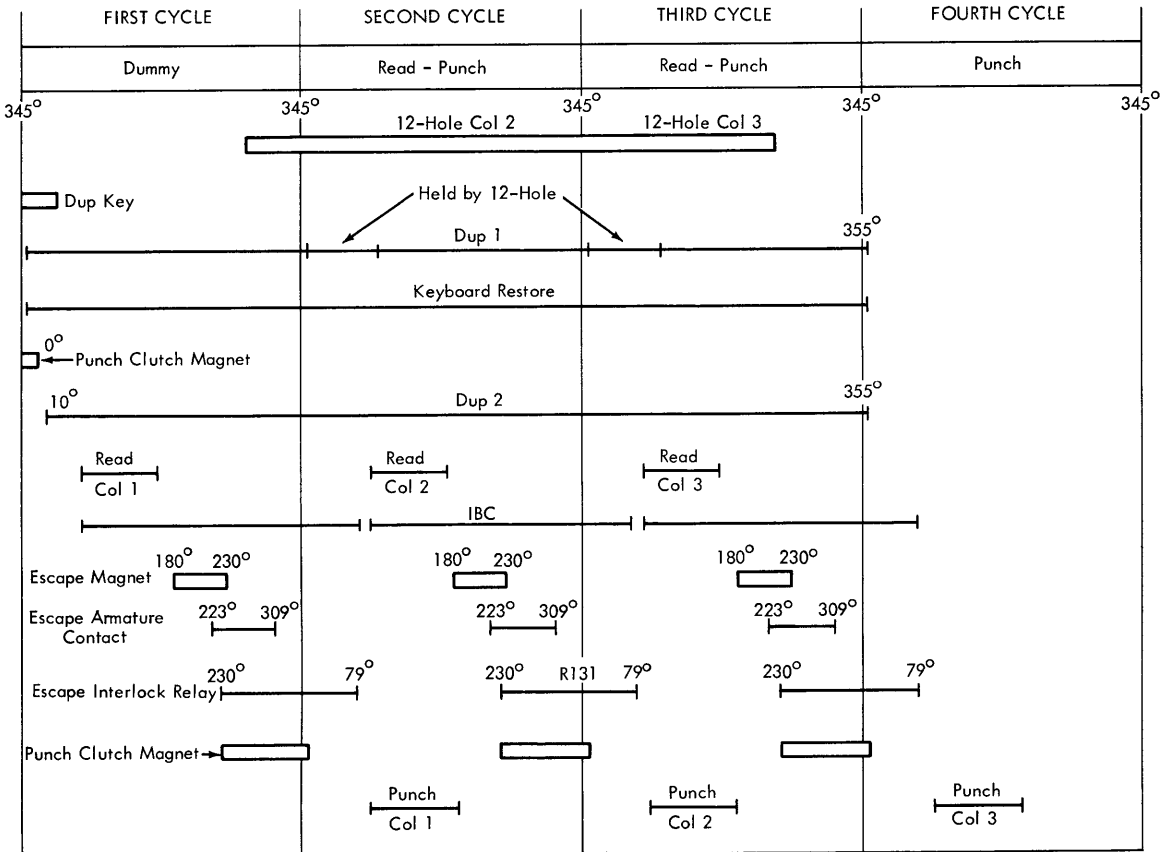 FIRST CYCLE SECOND CYCLE THIRD CYCLE FOURTH CYCLE
Dummy Read - Punch Read - Punch Punch
345° 345° 345° 345° 345°
12-Hole Col 2 12-Hole Col 3
Dup Key
Held by 12-Hole
Dup 1 355°
Keyboard Restore
0° Punch Clutch Magnet
10° Dup 2 355°
Read Read Read
Col 1 Col 2 Col 3
IBC
180° 230° 180° 230° 180° 230°
Escape Magnet
223° 309° 223° 309° 223° 309°
Escape Armature
Contact
230° 79° 230° R131 79° 230° 79°
Escape Interlock Relay
Punch Clutch Magnet
Punch Punch Punch
Col 1 Col 2 Col 3